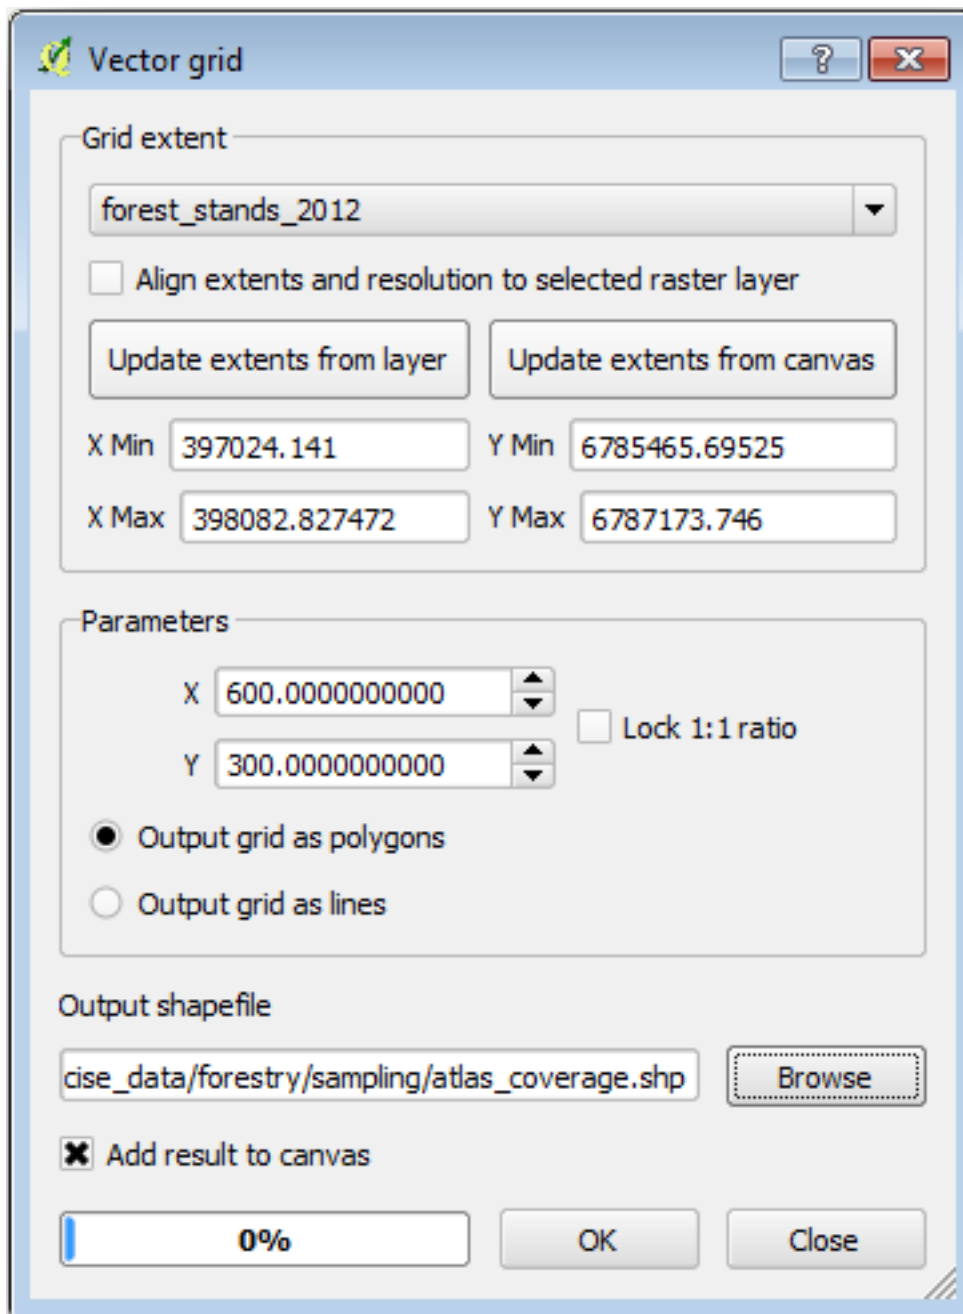 Vector grid
Grid extent
forest_stands_2012
Align extents and resolution to selected raster layer
Update extents from layer Update extents from canvas
X Min 397024.141 Y Min 6785465.69525
X Max 398082.827472 Y Max 6787173.746
Parameters
X 600.0000000000
Lock 1:1 ratio
Y 300.0000000000
Output grid as polygons
Output grid as lines
Output shapefile
cise_data/forestry/sampling/atlas_coverage.shp Browse
Add result to canvas
0% OK Close